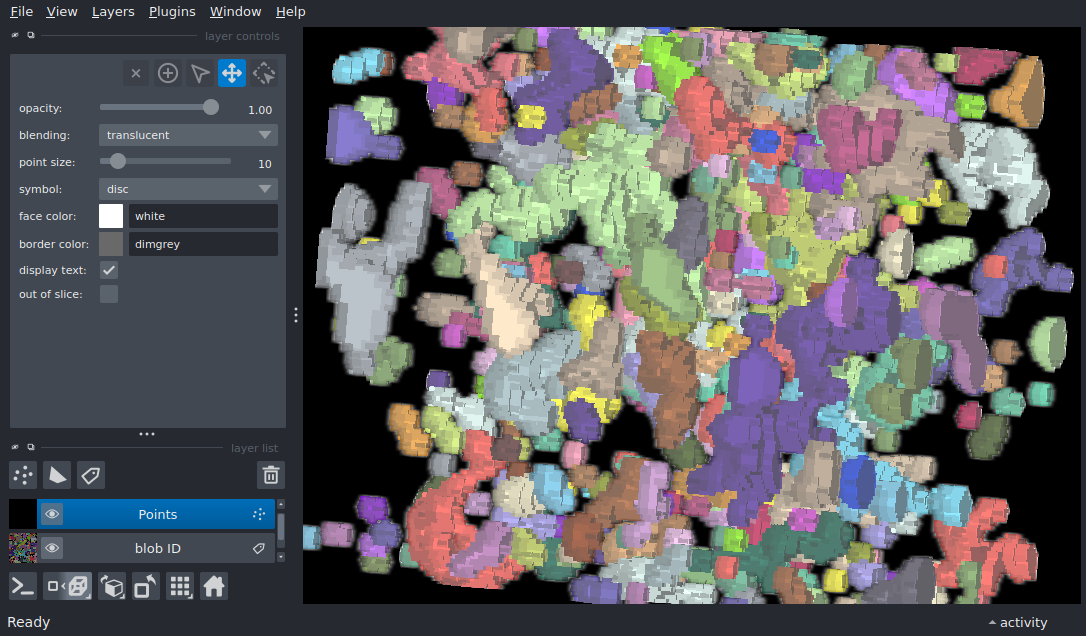 File View Layers Plugins Window Help
layer controls
opacity: 1.00
blending: translucent
point size: 10
symbol: disc
face color: white
border color: dimgrey
display text:
out of slice:
layer list
Points
blob ID
Ready
activity